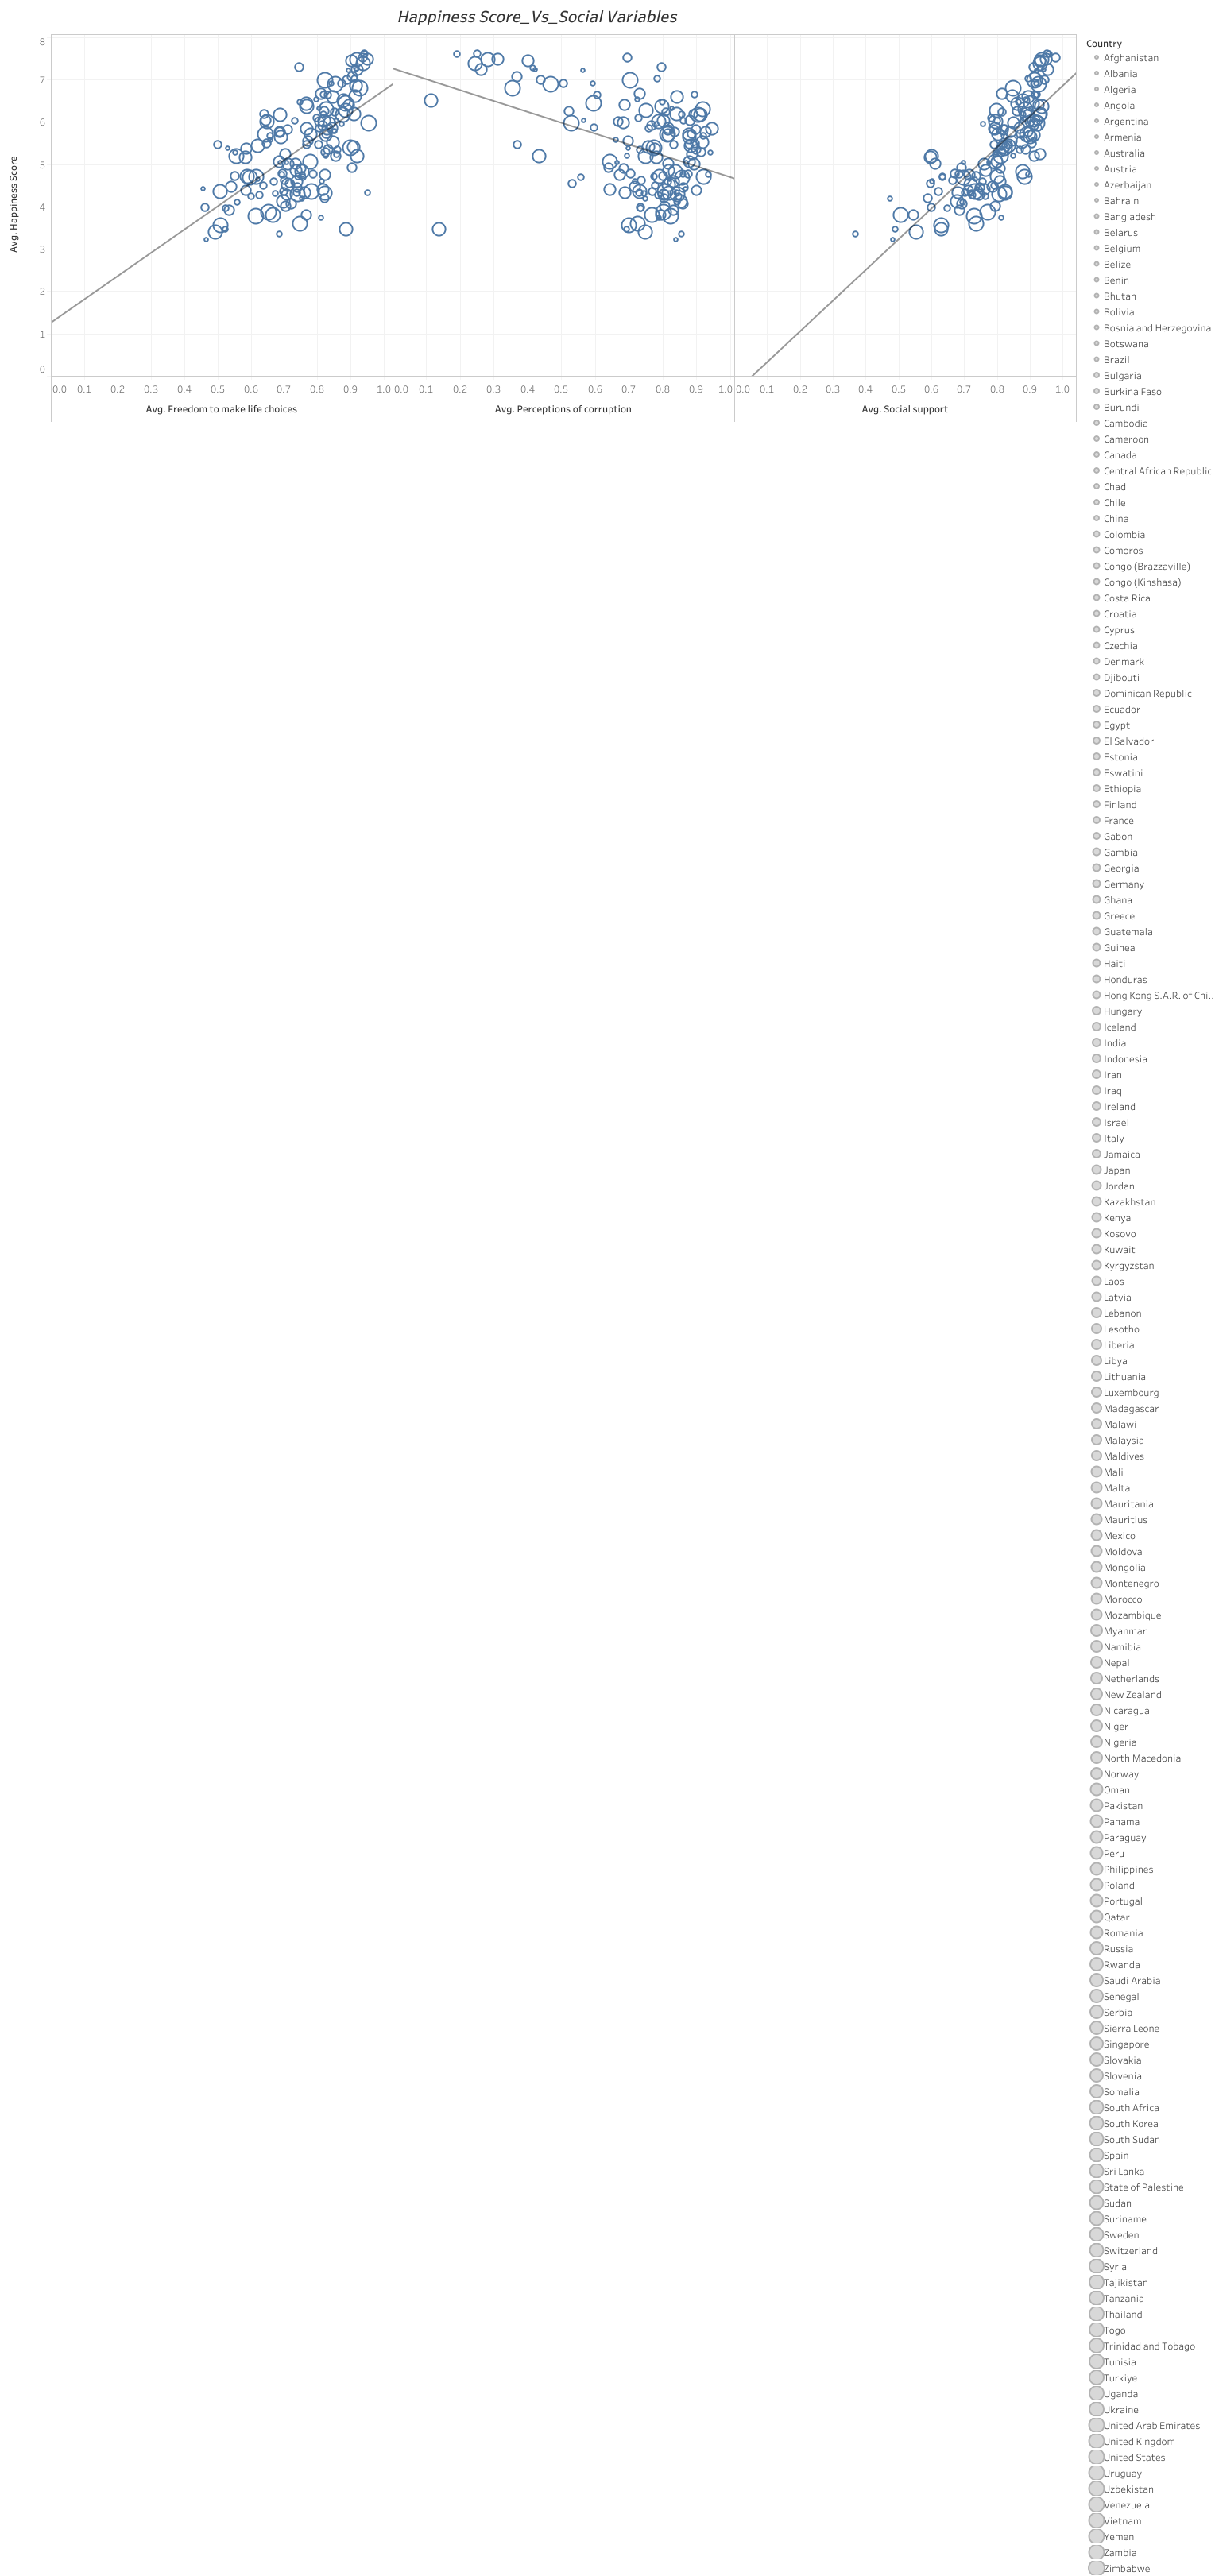 Happiness Score_Vs_Social Variables
Avg. Happiness Score
8
7
6
5
4
3
2
1
0
0.0 0.1 0.2 0.3 0.4 0.5 0.6 0.7 0.8 0.9 1.0
Avg. Freedom to make life choices
0.0 0.1 0.2 0.3 0.4 0.5 0.6 0.7 0.8 0.9 1.0
Avg. Perceptions of corruption
0.0 0.1 0.2 0.3 0.4 0.5 0.6 0.7 0.8 0.9 1.0
Avg. Social support
Country
Afghanistan
Albania
Algeria
Angola
Argentina
Armenia
Australia
Austria
Azerbaijan
Bahrain
Bangladesh
Belarus
Belgium
Belize
Benin
Bhutan
Bolivia
Bosnia and Herzegovina
Botswana
Brazil
Bulgaria
Burkina Faso
Burundi
Cambodia
Cameroon
Canada
Central African Republic
Chad
Chile
China
Colombia
Comoros
Congo (Brazzaville)
Congo (Kinshasa)
Costa Rica
Croatia
Cyprus
Czechia
Denmark
Djibouti
Dominican Republic
Ecuador
Egypt
El Salvador
Estonia
Eswatini
Ethiopia
Finland
France
Gabon
Gambia
Georgia
Germany
Ghana
Greece
Guatemala
Guinea
Haiti
Honduras
Hong Kong S.A.R. of Chi..
Hungary
Iceland
India
Indonesia
Iran
Iraq
Ireland
Israel
Italy
Jamaica
Japan
Jordan
Kazakhstan
Kenya
Kosovo
Kuwait
Kyrgyzstan
Laos
Latvia
Lebanon
Lesotho
Liberia
Libya
Lithuania
Luxembourg
Madagascar
Malawi
Malaysia
Maldives
Mali
Malta
Mauritania
Mauritius
Mexico
Moldova
Mongolia
Montenegro
Morocco
Mozambique
Myanmar
Namibia
Nepal
Netherlands
New Zealand
Nicaragua
Niger
Nigeria
North Macedonia
Norway
Oman
Pakistan
Panama
Paraguay
Peru
Philippines
Poland
Portugal
Qatar
Romania
Russia
Rwanda
Saudi Arabia
Senegal
Serbia
Sierra Leone
Singapore
Slovakia
Slovenia
Somalia
South Africa
South Korea
South Sudan
Spain
Sri Lanka
State of Palestine
Sudan
Suriname
Sweden
Switzerland
Syria
Tajikistan
Tanzania
Thailand
Togo
Trinidad and Tobago
Tunisia
Turkiye
Uganda
Ukraine
United Arab Emirates
United Kingdom
United States
Uruguay
Uzbekistan
Venezuela
Vietnam
Yemen
Zambia
Zimbabwe